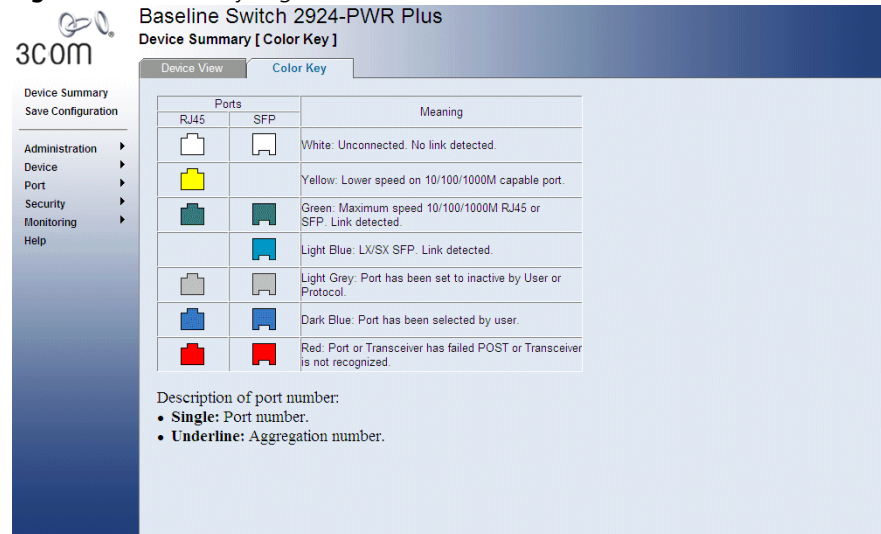 Baseline Switch 2924-PWR Plus
Device Summary [ Color Key ]
3COM
Device View
Color Key
Device Summary
Save Configuration
Administration
Device
Port
Security
Monitoring
Help
Ports
Meaning
RJ45
SFP
White: Unconnected. No link detected.
Yellow: Lower speed on 10/100/1000M capable port.
Green: Maximum speed 10/100/1000M RJ45 or
SFP. Link detected.
Light Blue: LX/SX SFP. Link detected.
Light Grey: Port has been set to inactive by User or
Protocol.
Dark Blue: Port has been selected by user.
Red: Port or Transceiver has failed POST or Transceiver
is not recognized.
Description of port number:
• Single: Port number.
• Underline: Aggregation number.